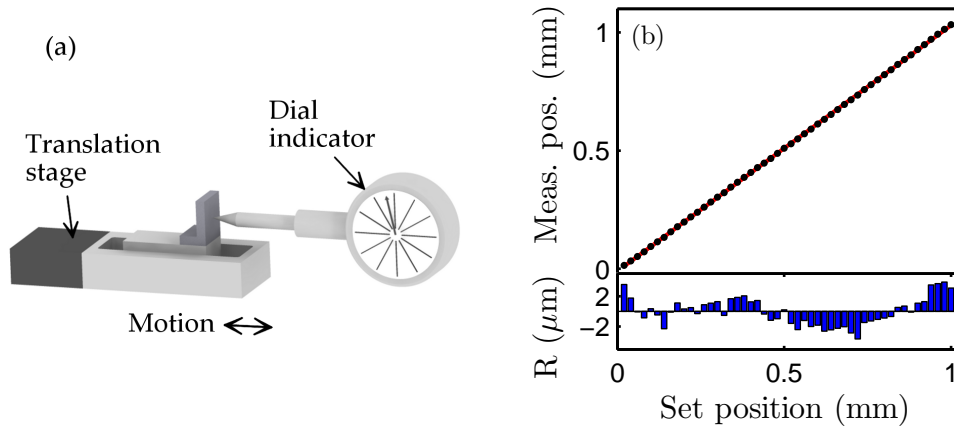 (a)
Dial
indicator
Translation
stage
Motion
(b)
Meas. pos. (mm)
1
0.5
0
R (μm)
2
−2
0
0.5
1
Set position (mm)